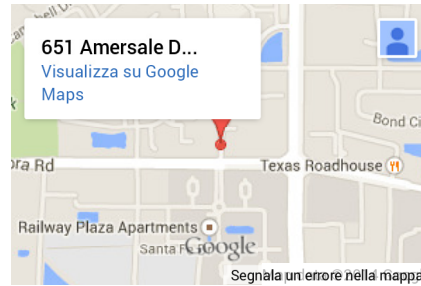 651 Amersale D...
Visualizza su Google
Maps
Bond Ci
ora Rd
Texas Roadhouse
Railway Plaza Apartments
Santa Fe
Google
Segnala un errore nella mappa